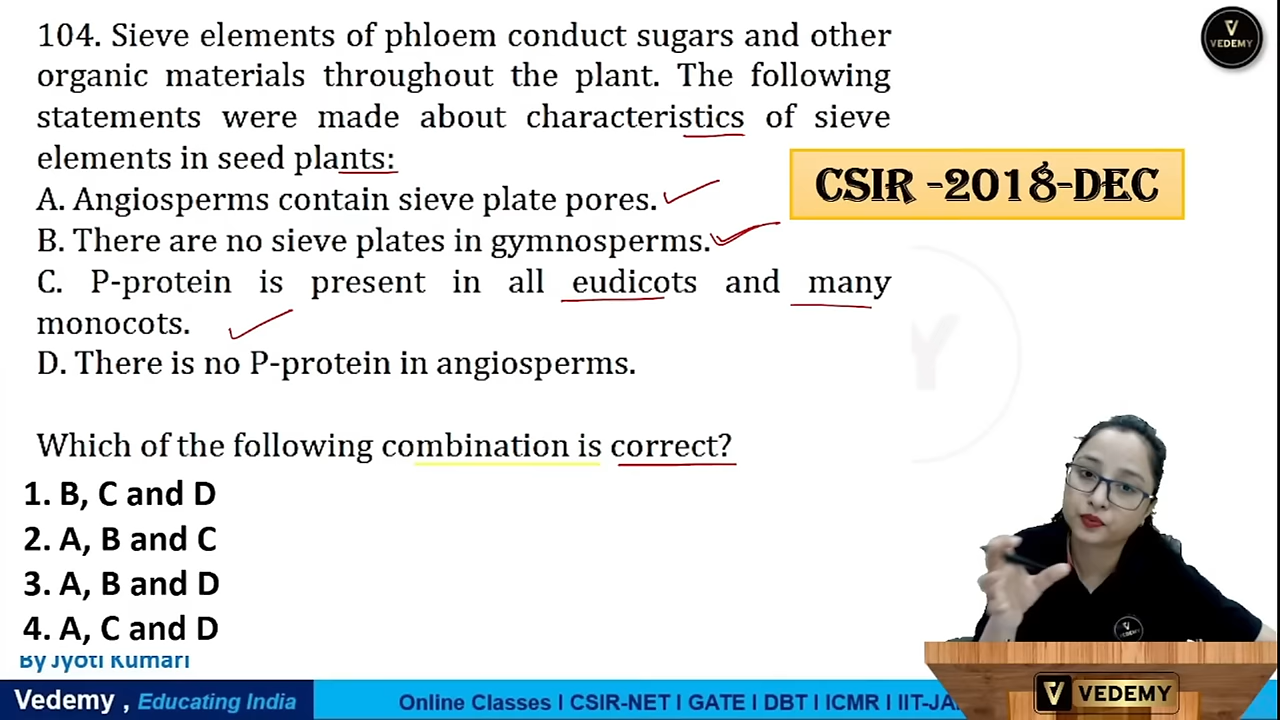 104. Sieve elements of phloem conduct sugars and other
organic materials throughout the plant. The following
statements were made about characteristics of sieve
elements in seed plants:
A. Angiosperms contain sieve plate pores.
B. There are no sieve plates in gymnosperms.
C. P-protein is present in all eudicots and many
monocots.
D. There is no P-protein in angiosperms.
Which of the following combination is correct?
1. B, C and D
2. A, B and C
3. A, B and D
4. A, C and D
By Jyoti Kumari
V
VEDEMY
CSIR -2018-DEC
Y
V
VEDEMY
V VEDEMY
Vedemy , Educating India
Online Classes I CSIR-NET I GATE I DBT I ICMR I IIT-JA